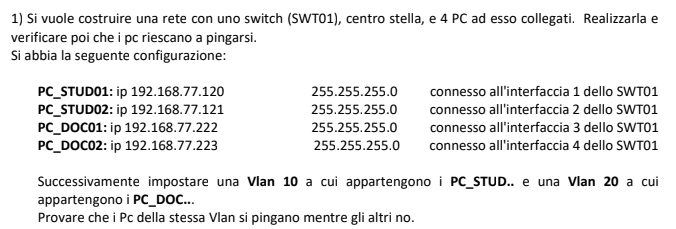 1) Si vuole costruire una rete con uno switch (SWT01), centro stella, e 4 PC ad esso collegati. Realizzarla e
verificare poi che i pc riescano a pingarsi.
Si abbia la seguente configurazione:
PC_STUD01: ip 192.168.77.120 255.255.255.0 connesso all'interfaccia 1 dello SWT01
PC_STUD02: ip 192.168.77.121 255.255.255.0 connesso all'interfaccia 2 dello SWT01
PC_DOC01: ip 192.168.77.222 255.255.255.0 connesso all'interfaccia 3 dello SWT01
PC_DOC02: ip 192.168.77.223 255.255.255.0 connesso all'interfaccia 4 dello SWT01
Successivamente impostare una Vlan 10 a cui appartengono i PC_STUD.. e una Vlan 20 a cui
appartengono i PC_DOC...
Provare che i Pc della stessa Vlan si pingano mentre gli altri no.